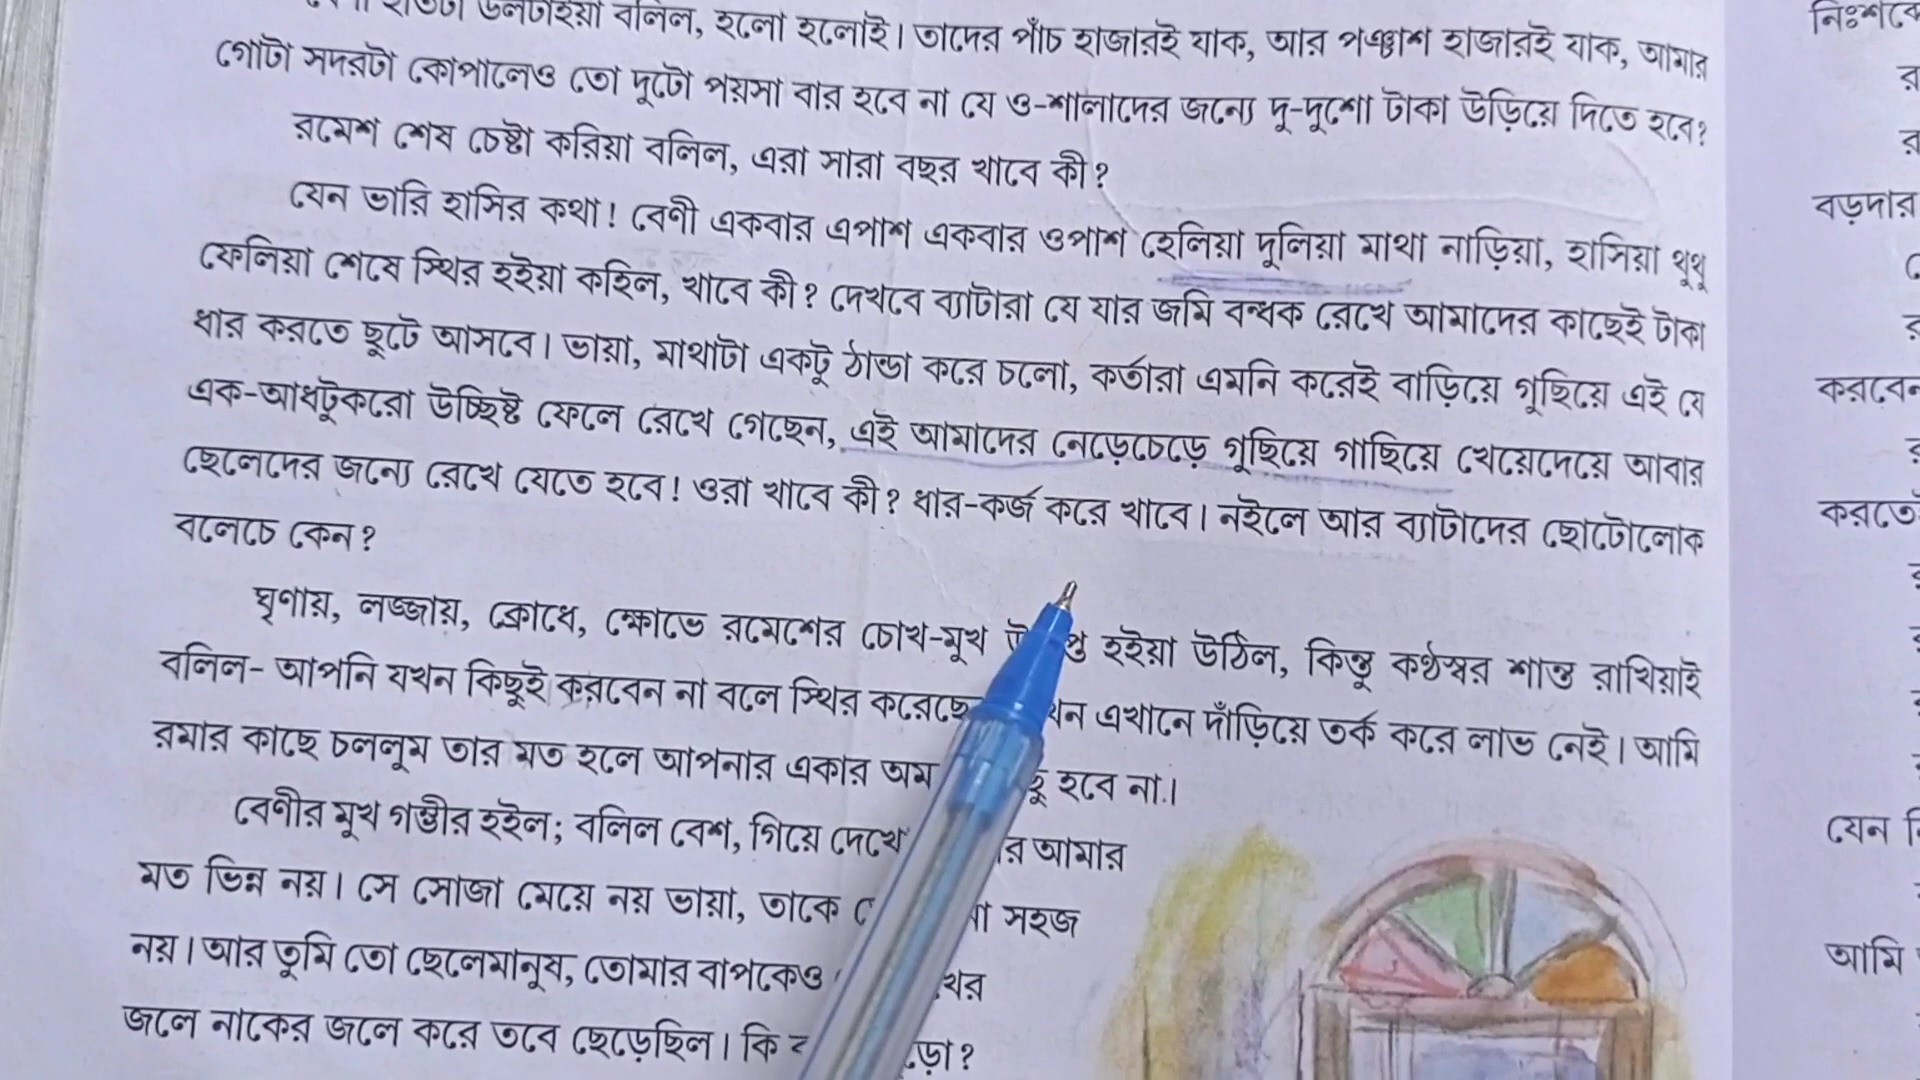 উলটাইয়া বলিল, হলো হলোই। তাদের পাঁচ হাজারই যাক, আর পঞ্চাশ হাজারই যাক, আমার
গোটা সদরটা কোপালেও তো দুটো পয়সা বার হবে না যে ও-শালাদের জন্যে দু-দুশো টাকা উড়িয়ে দিতে হবে?
রমেশ শেষ চেষ্টা করিয়া বলিল, এরা সারা বছর খাবে কী?
যেন ভারি হাসির কথা! বেণী একবার এপাশ একবার ওপাশ হেলিয়া দুলিয়া মাথা নাড়িয়া, হাসিয়া থুথু
ফেলিয়া শেষে স্থির হইয়া কহিল, খাবে কী? দেখবে ব্যাটারা যে যার জমি বন্ধক রেখে আমাদের কাছেই টাকা
ধার করতে ছুটে আসবে। ভায়া, মাথাটা একটু ঠান্ডা করে চলো, কর্তারা এমনি করেই বাড়িয়ে গুছিয়ে এই যে
এক-আধটুকরো উচ্ছিষ্ট ফেলে রেখে গেছেন, এই আমাদের নেড়েচেড়ে গুছিয়ে গাছিয়ে খেয়েদেয়ে আবার
ছেলেদের জন্যে রেখে যেতে হবে! ওরা খাবে কী? ধার-কর্জ করে খাবে। নইলে আর ব্যাটাদের ছোটোলোক
বলেচে কেন?
ঘৃণায়, লজ্জায়, ক্রোধে, ক্ষোভে রমেশের চোখ-মুখ হইয়া উঠিল, কিন্তু কণ্ঠস্বর শান্ত রাখিয়াই
বলিল- আপনি যখন কিছুই করবেন না বলে স্থির করেছে এখানে দাঁড়িয়ে তর্ক করে লাভ নেই। আমি
রমার কাছে চললুম তার মত হলে আপনার একার অম হবে না।
বেণীর মুখ গম্ভীর হইল; বলিল বেশ, গিয়ে দেখে আমার
মত ভিন্ন নয়। সে সোজা মেয়ে নয় ভায়া, তাকে সহজ
নয়। আর তুমি তো ছেলেমানুষ, তোমার বাপকেও
জলে নাকের জলে করে তবে ছেড়েছিল। কি
নিঃশব্দে
র
র
বড়দার
র
করবেন
করতে
যেন
আমি